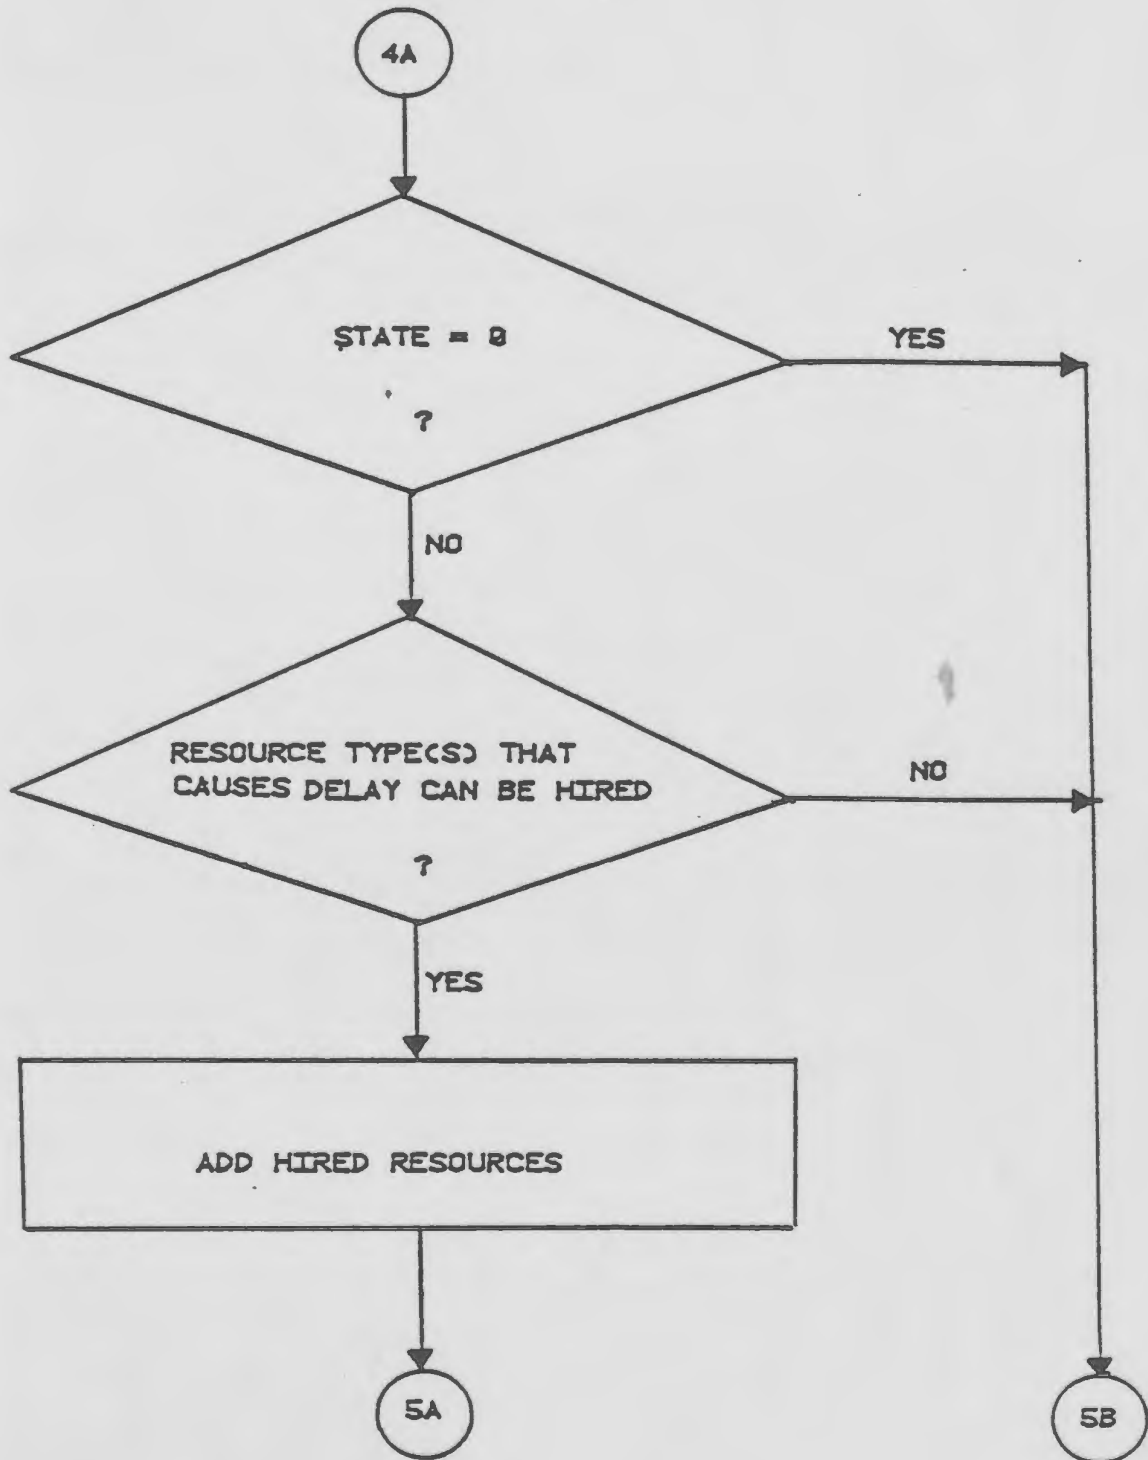 4A
STATE = 0
?
YES
NO
RESOURCE TYPE(S) THAT
CAUSES DELAY CAN BE HIRED
?
NO
YES
ADD HIRED RESOURCES
5A
5B